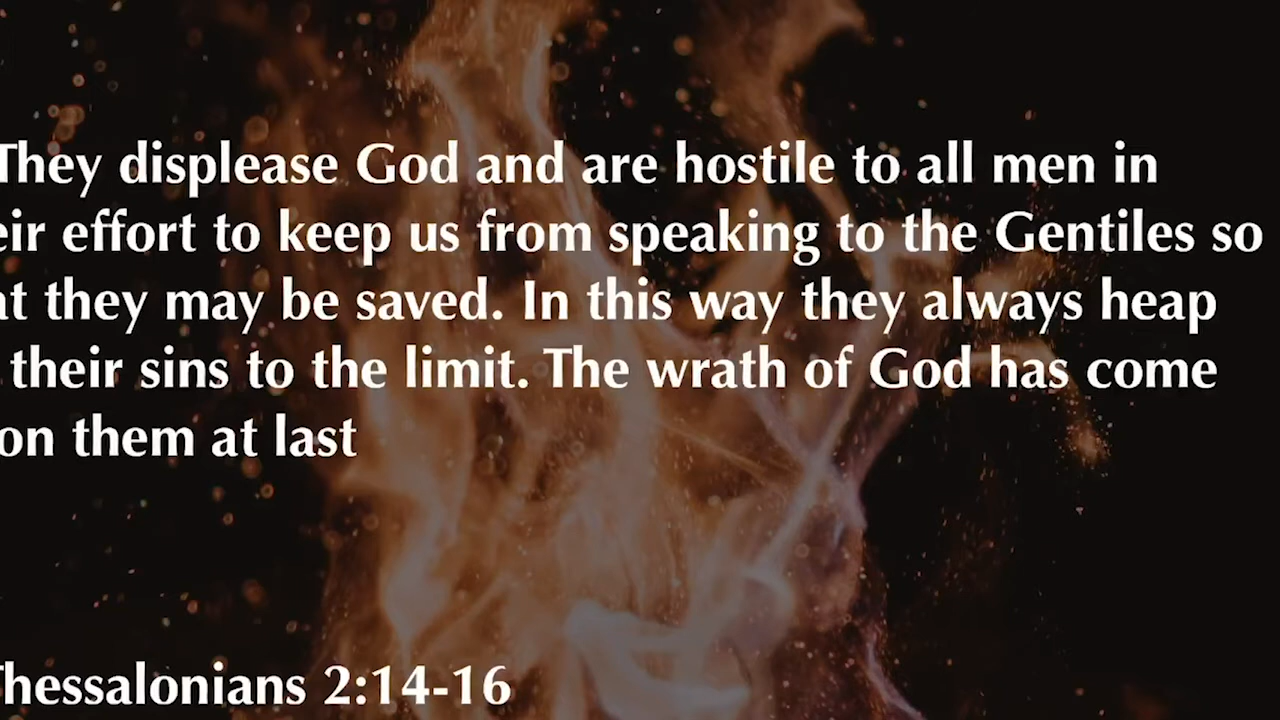 They displease God and are hostile to all men in
eir effort to keep us from speaking to the Gentiles so
at they may be saved. In this way they always heap
their sins to the limit. The wrath of God has come
on them at last
Thessalonians 2:14-16